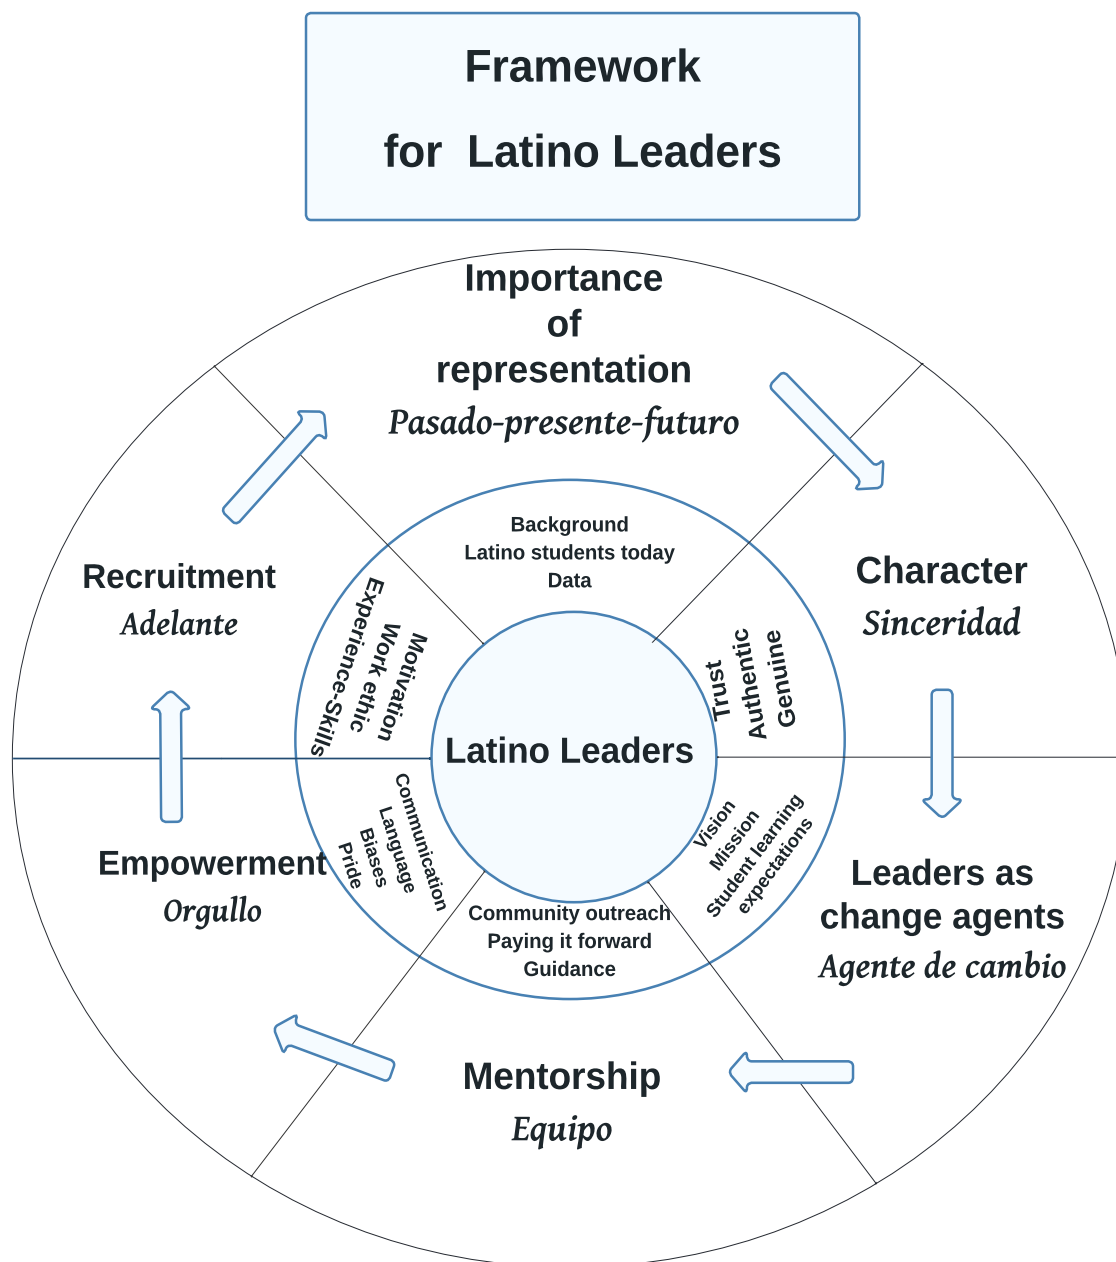 Framework
for Latino Leaders
Importance
of
representation
Pasado-presente-futuro
Background
Latino students today
Data
Character
Sinceridad
Trust
Authentic
Genuine
Leaders as
change agents
Agente de cambio
Vision
Mission
Student learning
expectations
Mentorship
Equipo
Community outreach
Paying it forward
Guidance
Empowerment
Orgullo
Communication
Language
Biases
Pride
Recruitment
Adelante
Motivation
Work ethic
Experience-Skills
Latino Leaders